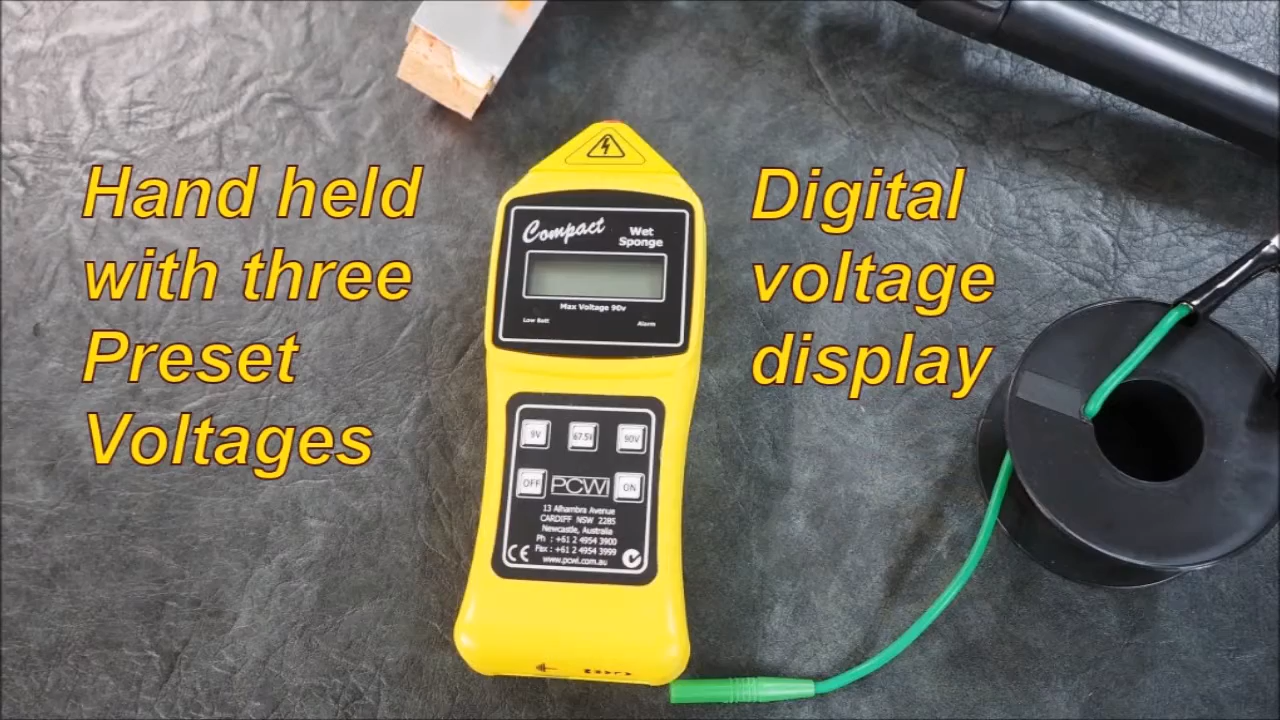 Hand held
with three
Preset
Voltages
Digital
voltage
display
Compact
Wet
Sponge
Max Voltage 90v
Low Batt
Alarm
9V
67.5V
90V
OFF
PCWI
ON
13 Alhambra Avenue
CARDIFF NSW 2285
Newcastle, Australia
Ph : +61 2 4954 3900
Fax : +61 2 4954 3999
www.pcwi.com.au
CE